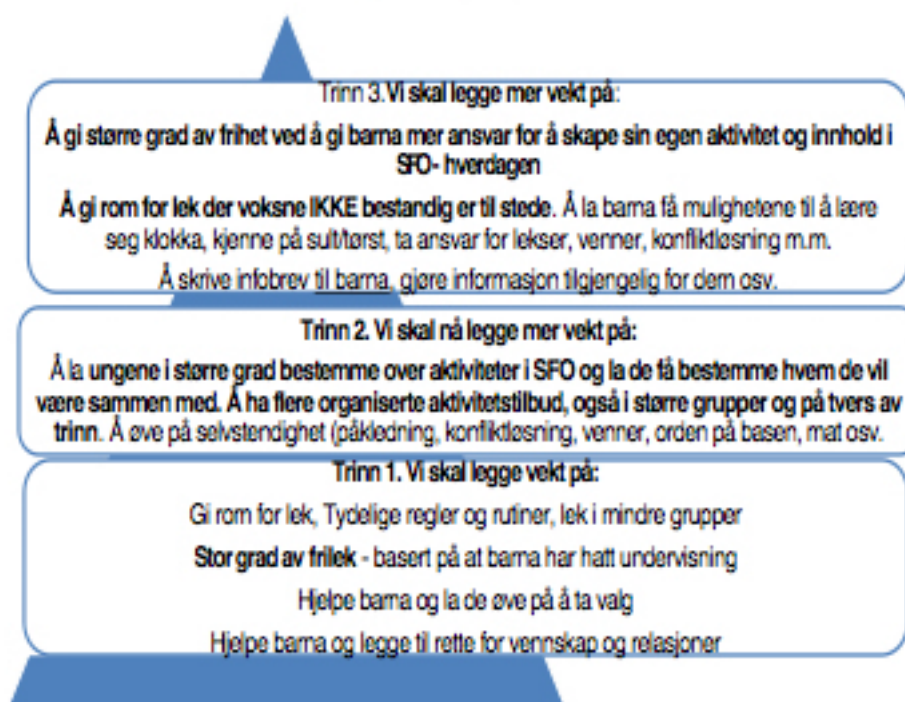 Trinn 3. Vi skal legge mer vekt på:
Å gi større grad av frihet ved å gi barna mer ansvar for å skape sin egen aktivitet og innhold i
SFO- hverdagen
Å gi rom for lek der voksne IKKE bestandig er til stede. Å la barna få mulighetene til å lære
seg klokka, kjenne på sult/tørst, ta ansvar for lekser, venner, konfliktløsning m.m.
Å skrive infobrev til barna, gjøre informasjon tilgjengelig for dem osv.
Trinn 2. Vi skal nå legge mer vekt på:
Å la ungene i større grad bestemme over aktiviteter i SFO og la de få bestemme hvem de vil
være sammen med. Å ha flere organiserte aktivitetstilbud, også i større grupper og på tvers av
trinn. Å øve på selvstendighet (påkledning, konfliktløsning, venner, orden på basen, mat osv.
Trinn 1. Vi skal legge vekt på:
Gi rom for lek, Tydelige regler og rutiner, lek i mindre grupper
Stor grad av frilek - basert på at barna har hatt undervisning
Hjelpe barna og la de øve på å ta valg
Hjelpe barna og legge til rette for vennskap og relasjoner